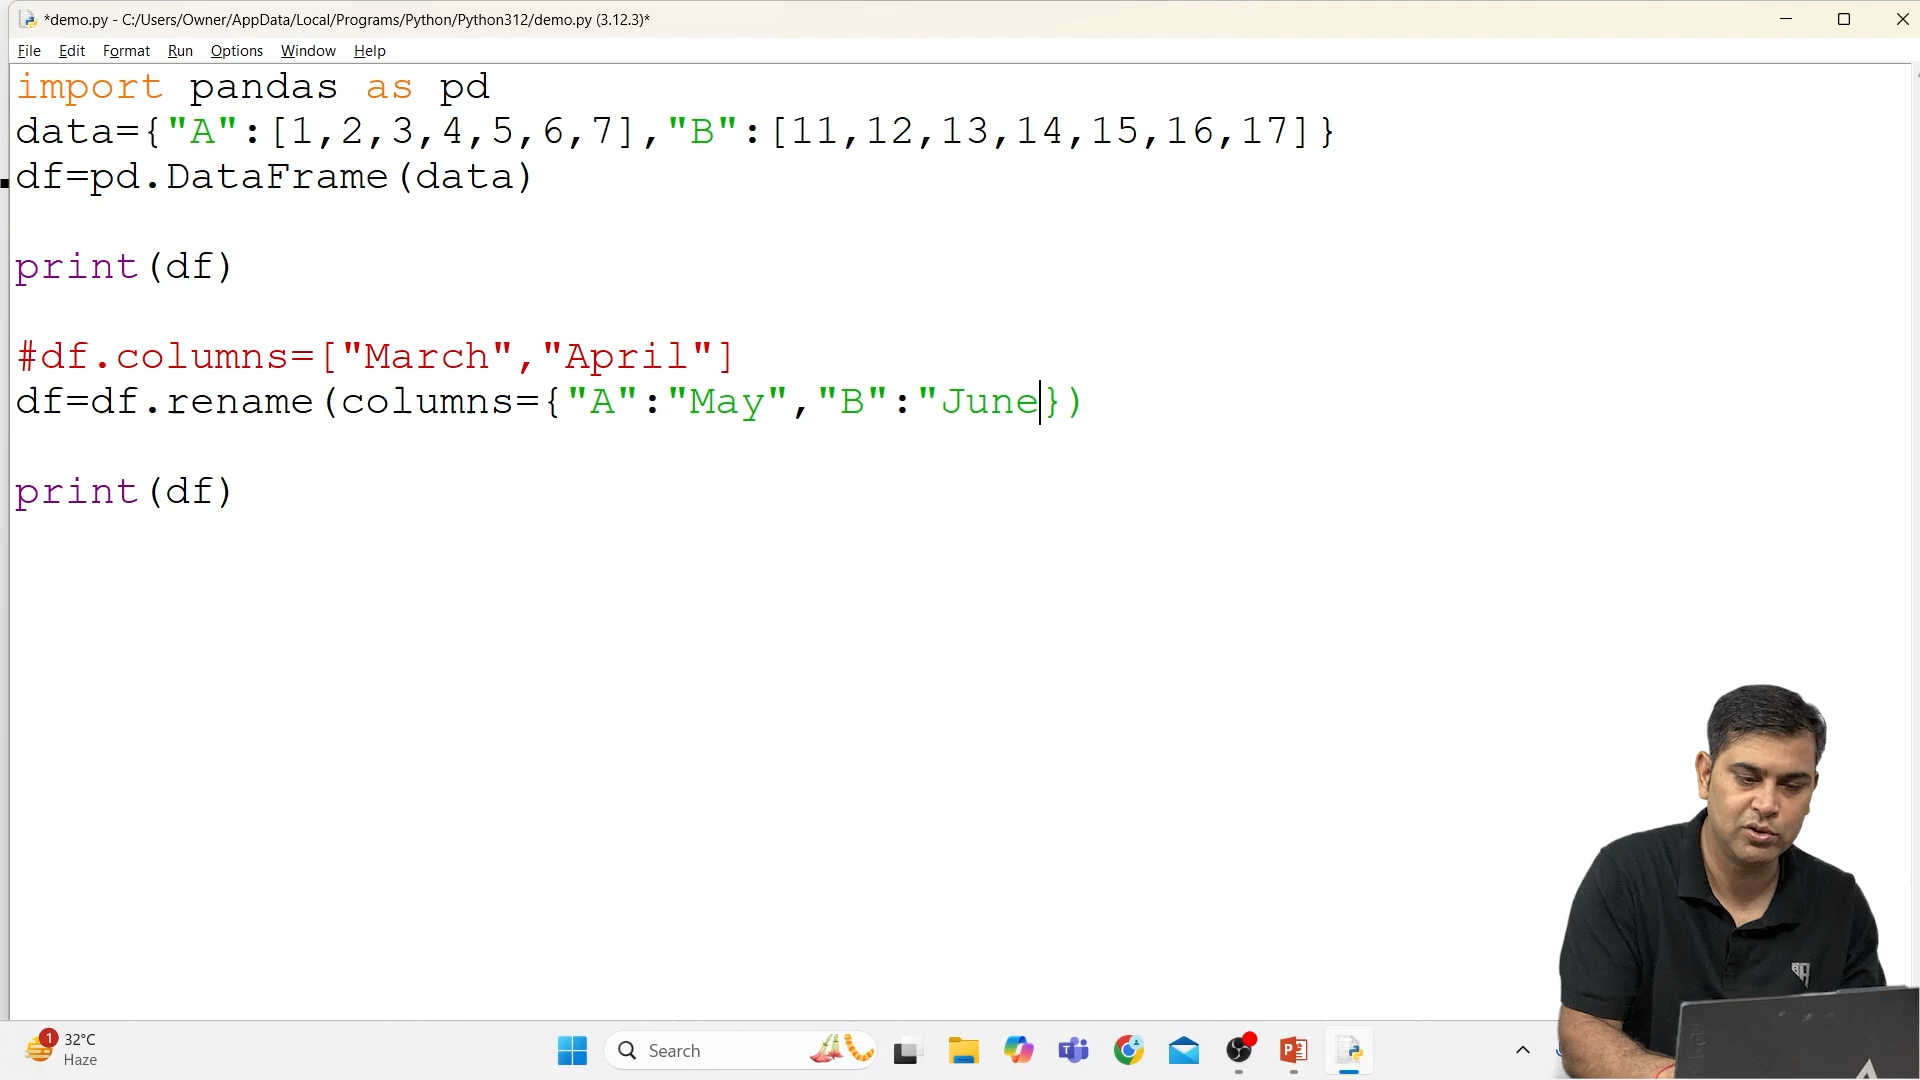 *demo.py - C:/Users/Owner/AppData/Local/Programs/Python/Python312/demo.py (3.12.3)*
File Edit Format Run Options Window Help
import pandas as pd
data={"A":[1,2,3,4,5,6,7],"B":[11,12,13,14,15,16,17]}
df=pd.DataFrame(data)
print(df)
#df.columns=["March","April"]
df=df.rename(columns={"A":"May","B":"June})
print(df)
1
32°C
Haze
Search